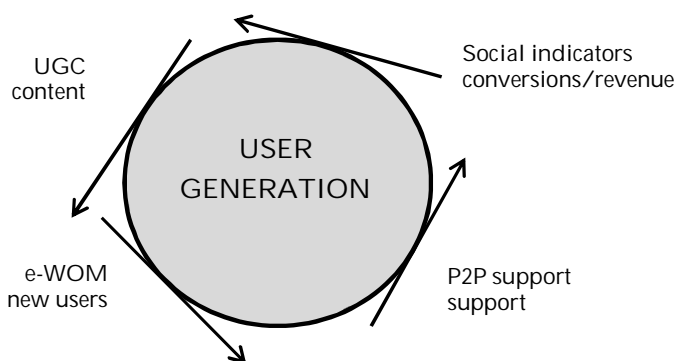 UGC
content
Social indicators
conversions/revenue
USER
GENERATION
e-WOM
new users
P2P support
support